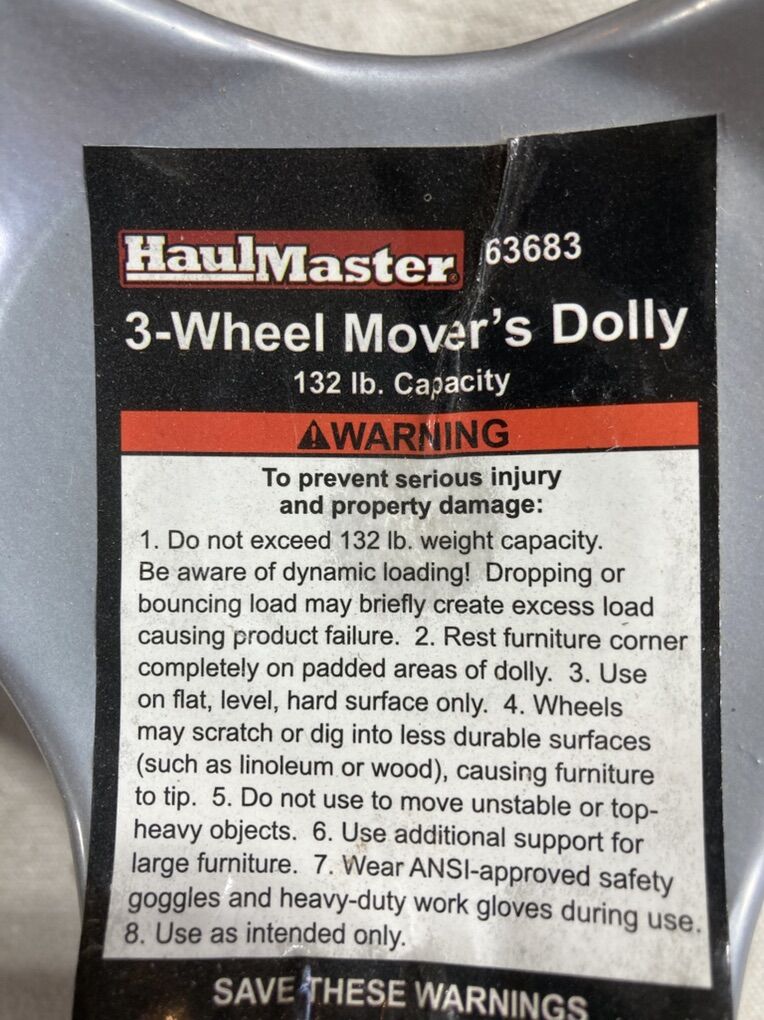 HaulMaster® 63683
3-Wheel Mover's Dolly
132 lb. Capacity
⚠WARNING
To prevent serious injury
and property damage:
1. Do not exceed 132 lb. weight capacity.
Be aware of dynamic loading! Dropping or
bouncing load may briefly create excess load
causing product failure. 2. Rest furniture corner
completely on padded areas of dolly. 3. Use
on flat, level, hard surface only. 4. Wheels
may scratch or dig into less durable surfaces
(such as linoleum or wood), causing furniture
to tip. 5. Do not use to move unstable or top-
heavy objects. 6. Use additional support for
large furniture. 7. Wear ANSI-approved safety
goggles and heavy-duty work gloves during use.
8. Use as intended only.
SAVE THESE WARNINGS